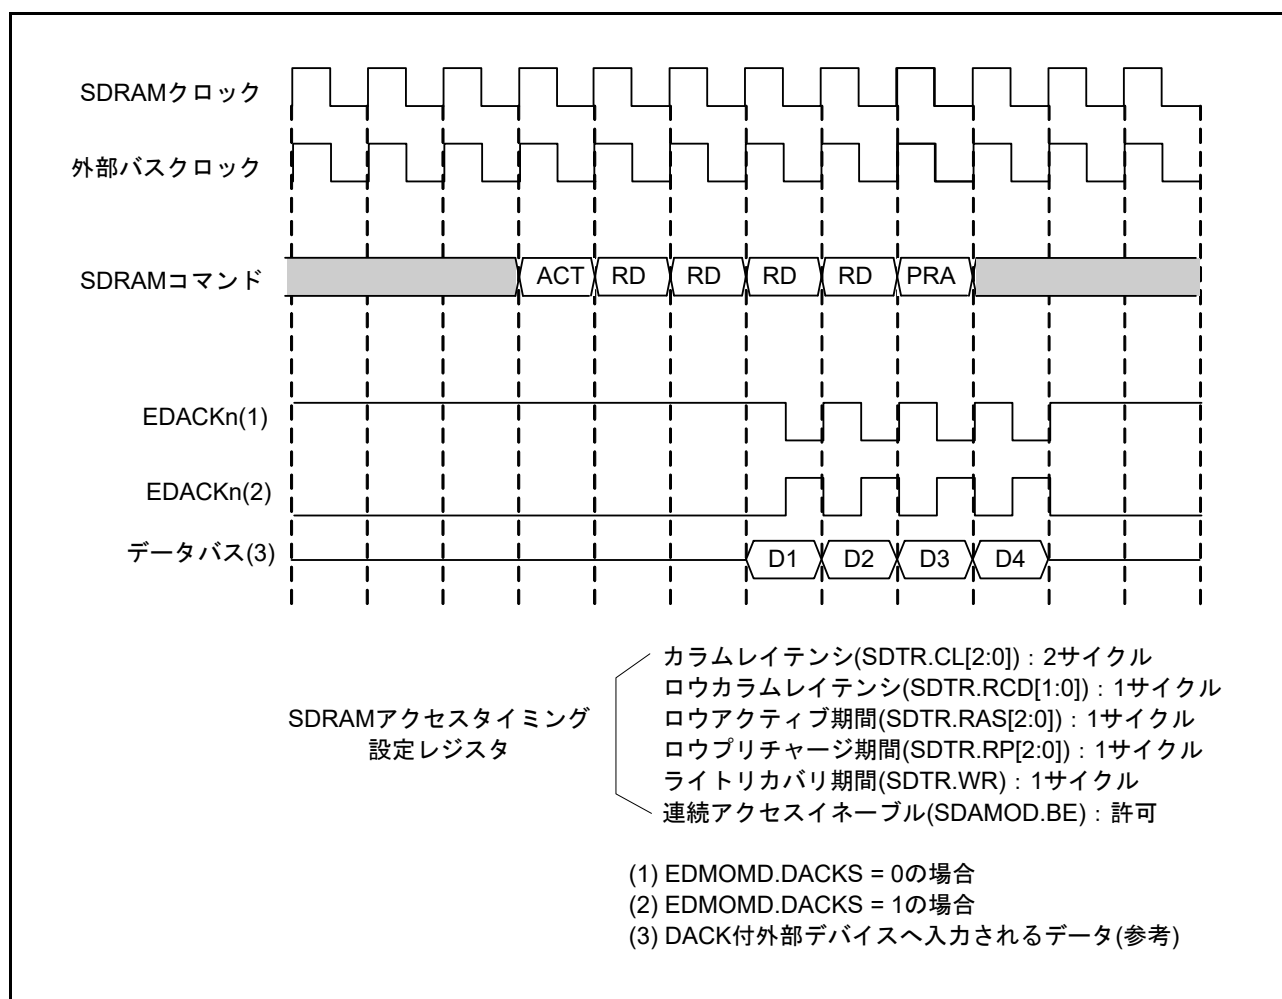 SDRAMクロック
外部バスクロック
SDRAMコマンド
ACT RD RD RD RD PRA
EDACKn(1)
EDACKn(2)
データバス(3)
D1 D2 D3 D4
SDRAMアクセスタイミング
設定レジスタ
カラムレイテンシ(SDTR.CL[2:0])：2サイクル
ロウカラムレイテンシ(SDTR.RCD[1:0])：1サイクル
ロウアクティブ期間(SDTR.RAS[2:0])：1サイクル
ロウプリチャージ期間(SDTR.RP[2:0])：1サイクル
ライトリカバリ期間(SDTR.WR)：1サイクル
連続アクセスイネーブル(SDAMOD.BE)：許可
(1) EDMOMD.DACKS = 0の場合
(2) EDMOMD.DACKS = 1の場合
(3) DACK付外部デバイスへ入力されるデータ(参考)